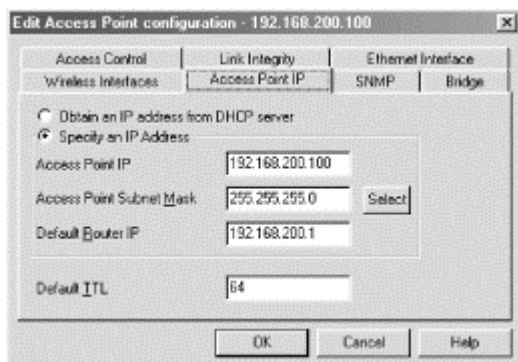 Edit Access Point configuration - 192.168.200.100
Access Control Link Integrity Ethernet Interface
Wireless Interfaces Access Point IP SNMP Bridge
Obtain an IP address from DHCP server
Specify an IP Address
Access Point IP 192.168.200.100
Access Point Subnet Mask 255.255.255.0 Select
Default Router IP 192.168.200.1
Default TTL 64
OK Cancel Help